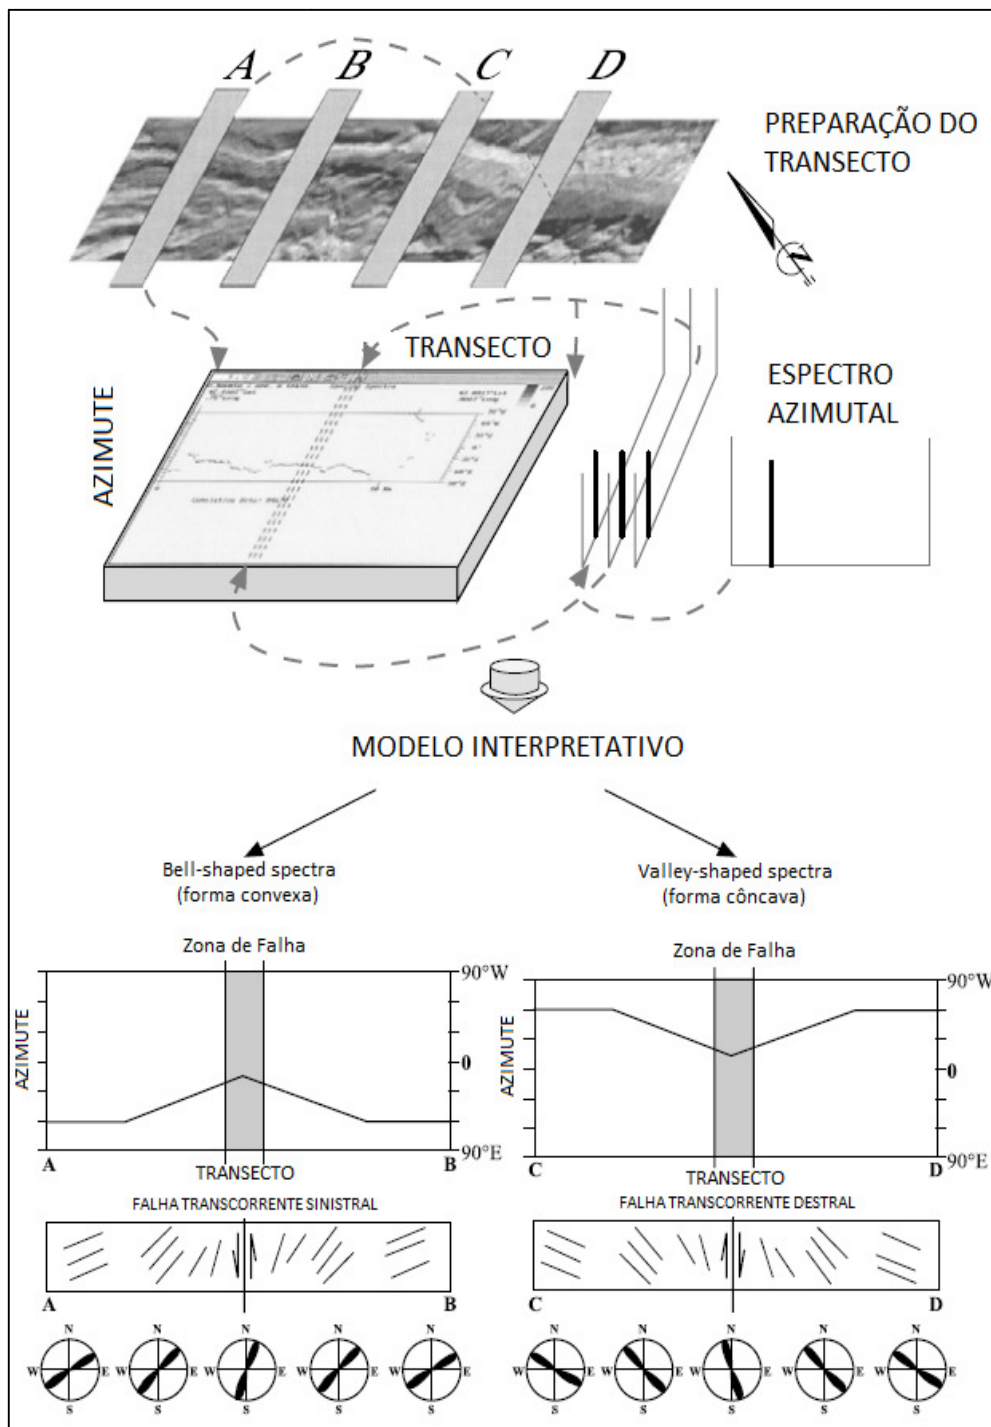 A B C D
PREPARAÇÃO DO
TRANSECTO
N
TRANSECTO
AZIMUTE
ESPECTRO
AZIMUTAL
MODELO INTERPRETATIVO
Bell-shaped spectra
(forma convexa)
Valley-shaped spectra
(forma côncava)
Zona de Falha
Zona de Falha
90°W
AZIMUTE
0
90°E
A B
TRANSECTO
90°W
AZIMUTE
0
90°E
C D
TRANSECTO
FALHA TRANSCORRENTE SINISTRAL
FALHA TRANSCORRENTE DESTRAL
A B
C D
N N N N N
W E W E W E W E W E
S S S S S
N N N N N
W E W E W E W E W E
S S S S S